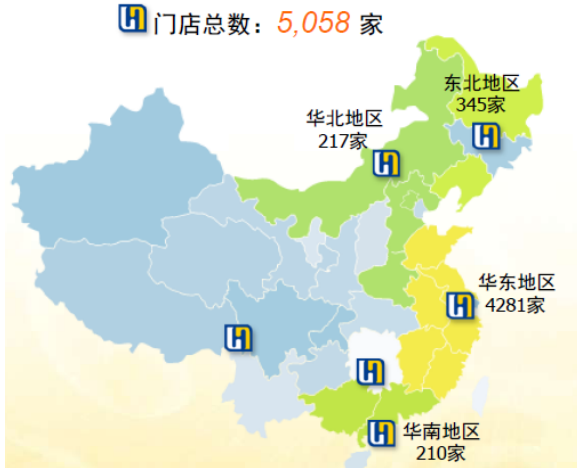 门店总数：5,058 家
东北地区
345家
华北地区
217家
华东地区
4281家
华南地区
210家